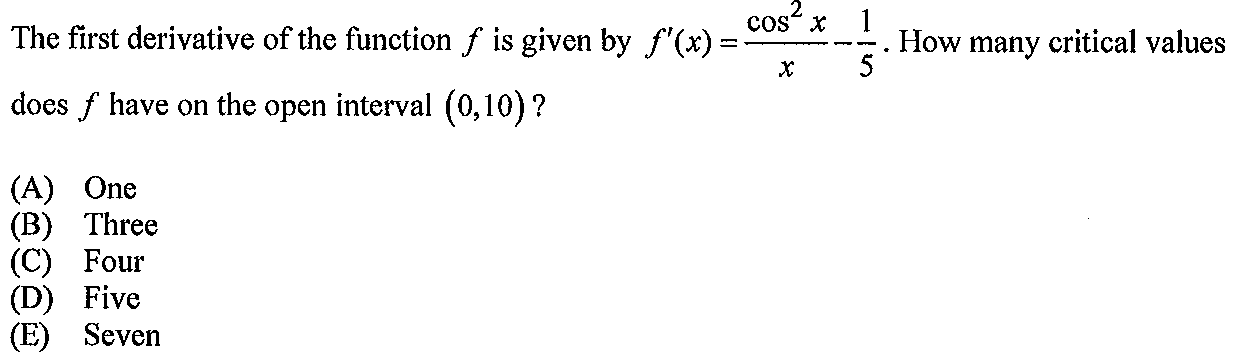 The first derivative of the function f is given by f'(x) = cos² x / x − 1/5. How many critical values
does f have on the open interval (0,10)?
(A) One
(B) Three
(C) Four
(D) Five
(E) Seven